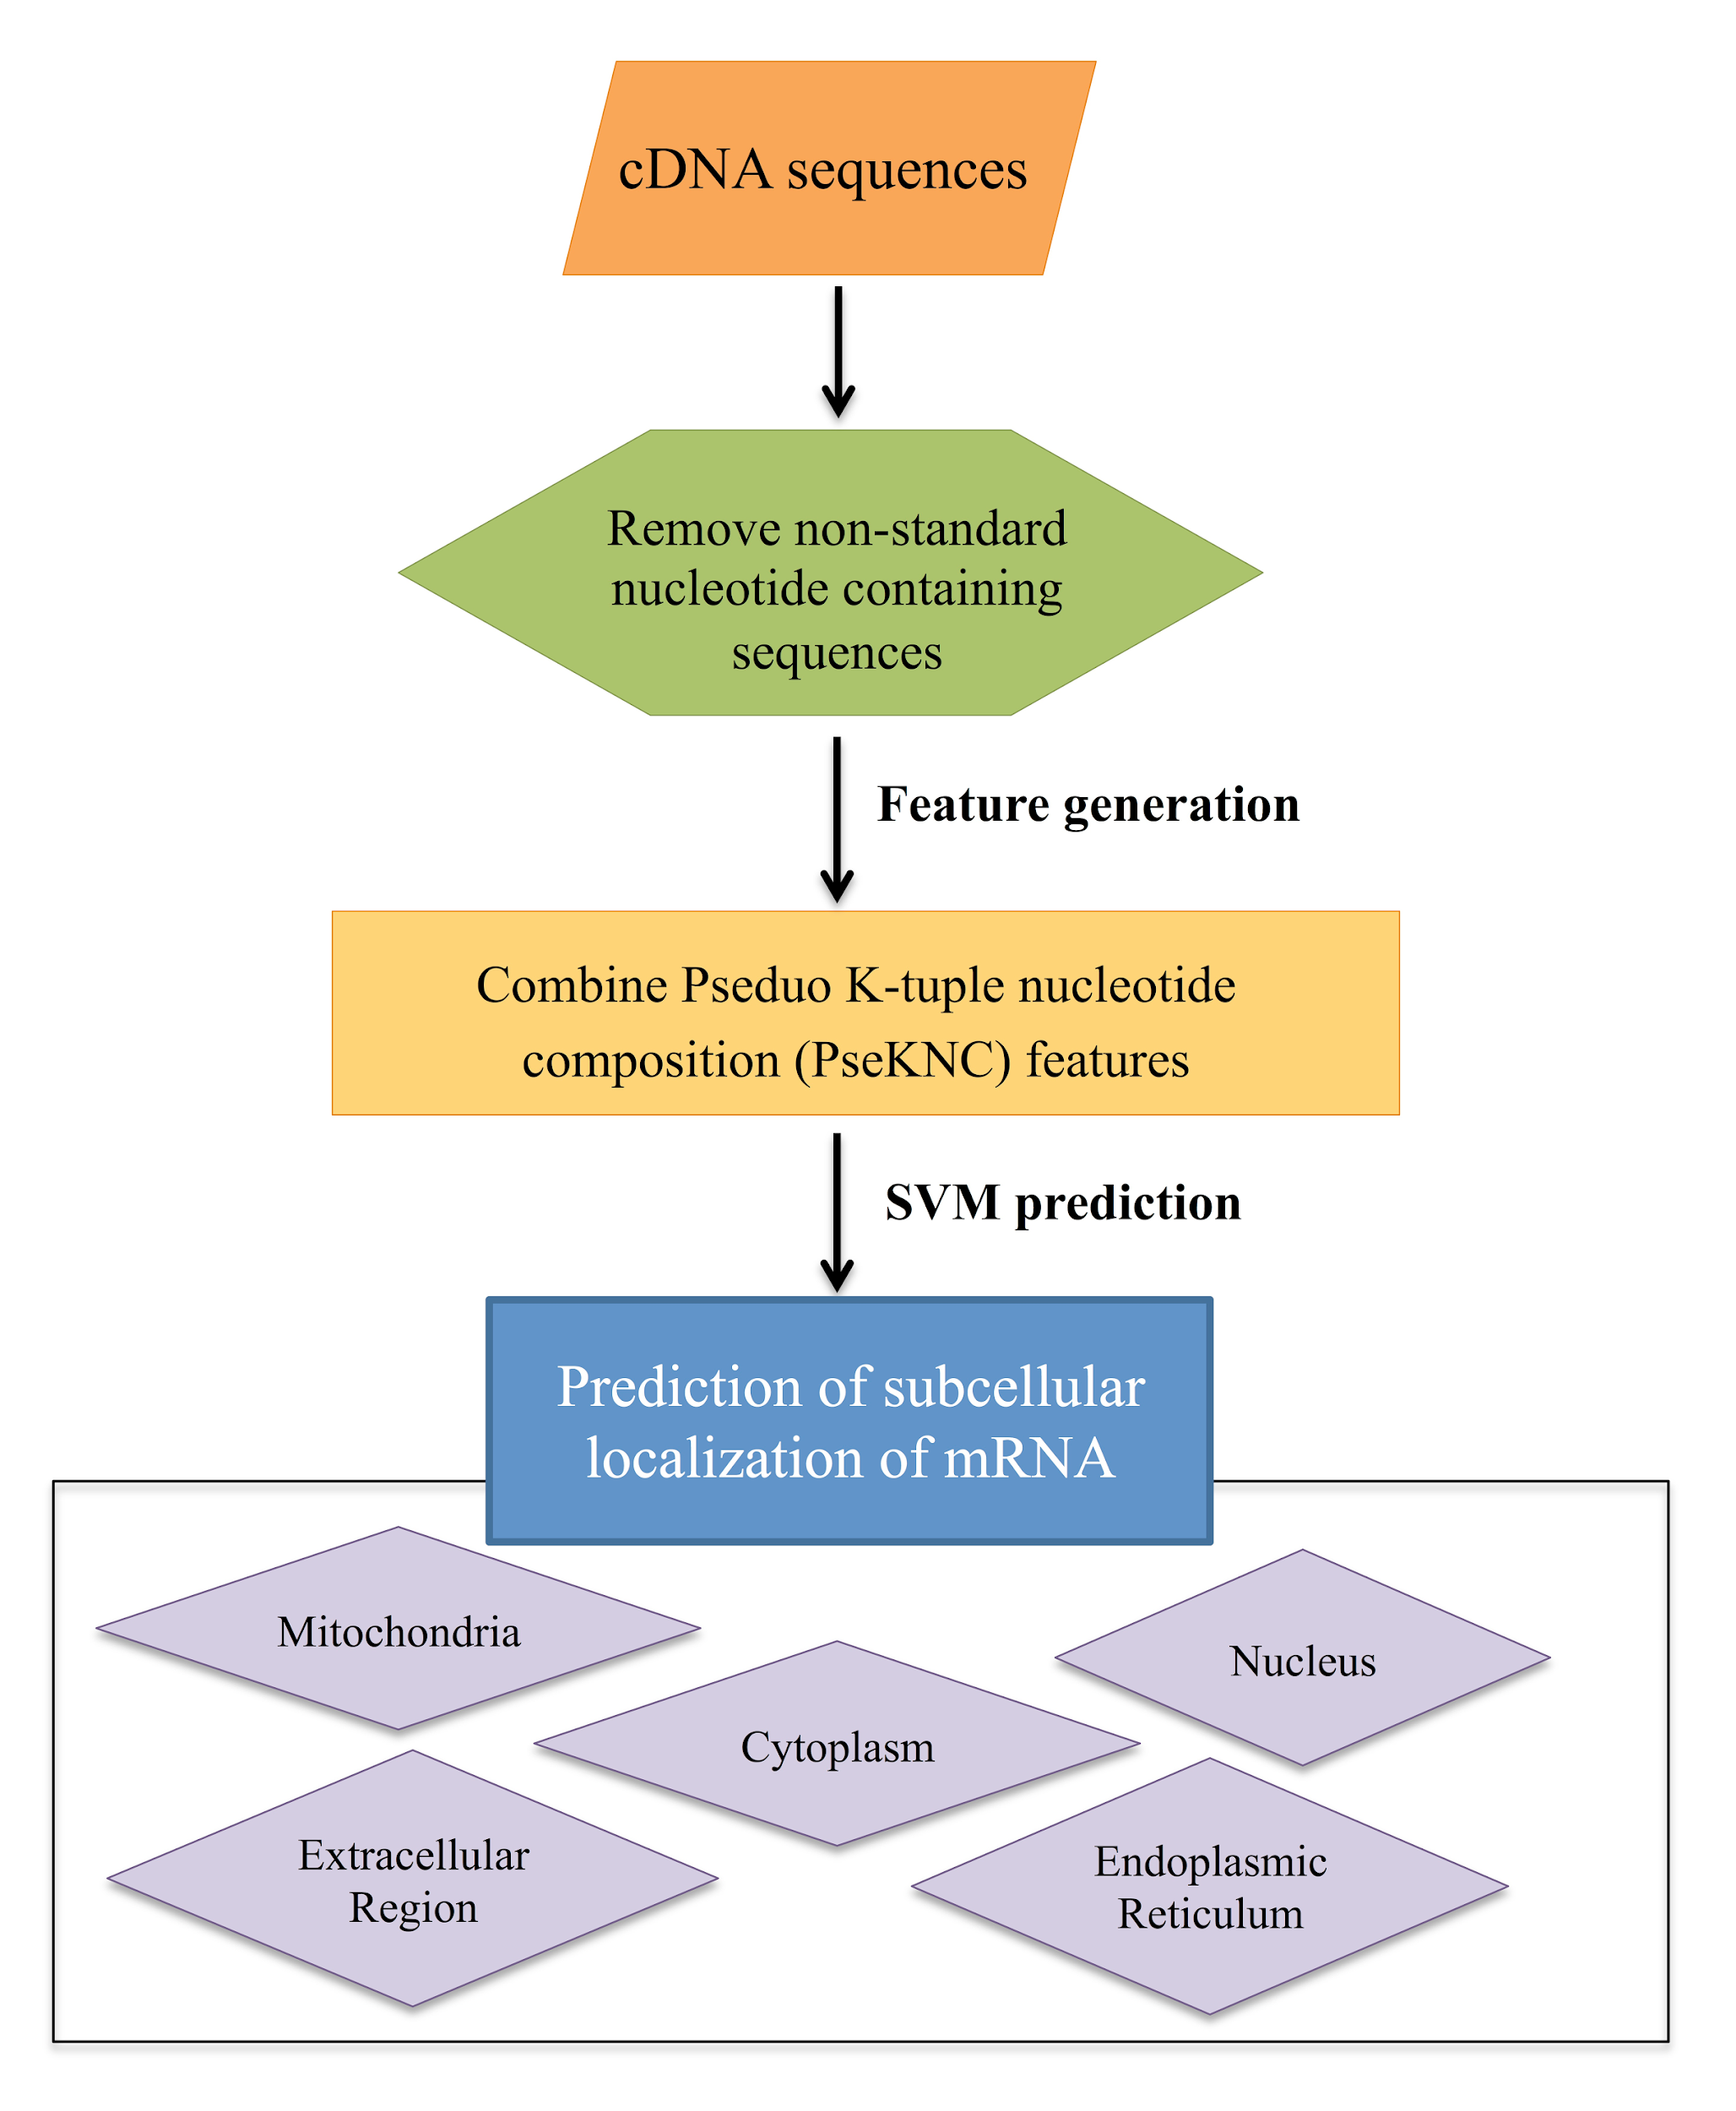 cDNA sequences
Remove non-standard
nucleotide containing
sequences
Feature generation
Combine Pseduo K-tuple nucleotide
composition (PseKNC) features
SVM prediction
Prediction of subcellular
localization of mRNA
Mitochondria
Nucleus
Cytoplasm
Extracellular
Region
Endoplasmic
Reticulum